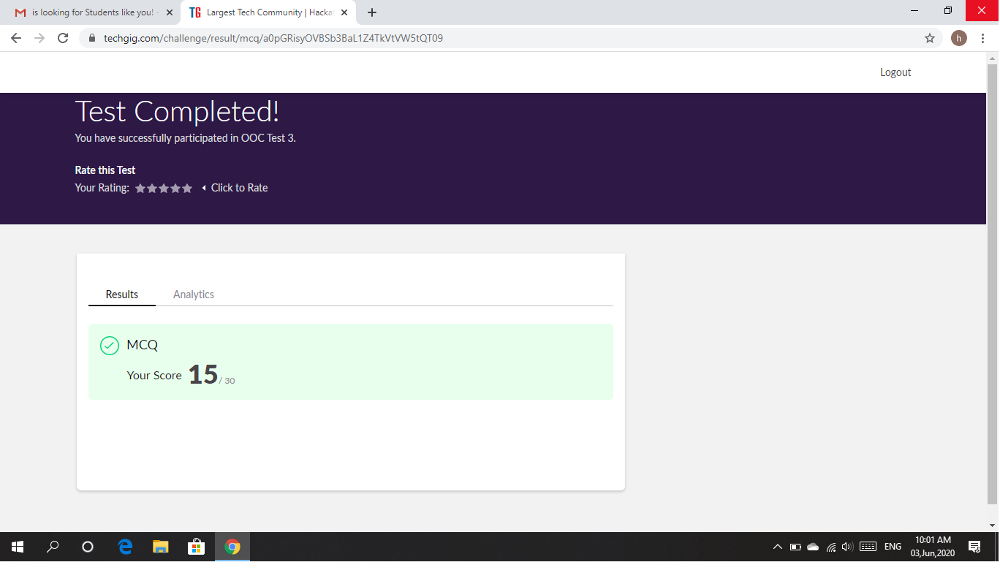 is looking for Students like you! -
TG Largest Tech Community | Hacka
techgig.com/challenge/result/mcq/a0pGRisyOVBSb3BaL1Z4TkVtVW5tQT09
h
Logout
Test Completed!
You have successfully participated in OOC Test 3.
Rate this Test
Your Rating:
Click to Rate
Results
Analytics
MCQ
Your Score 15/ 30
ENG
10:01 AM
03,Jun,2020